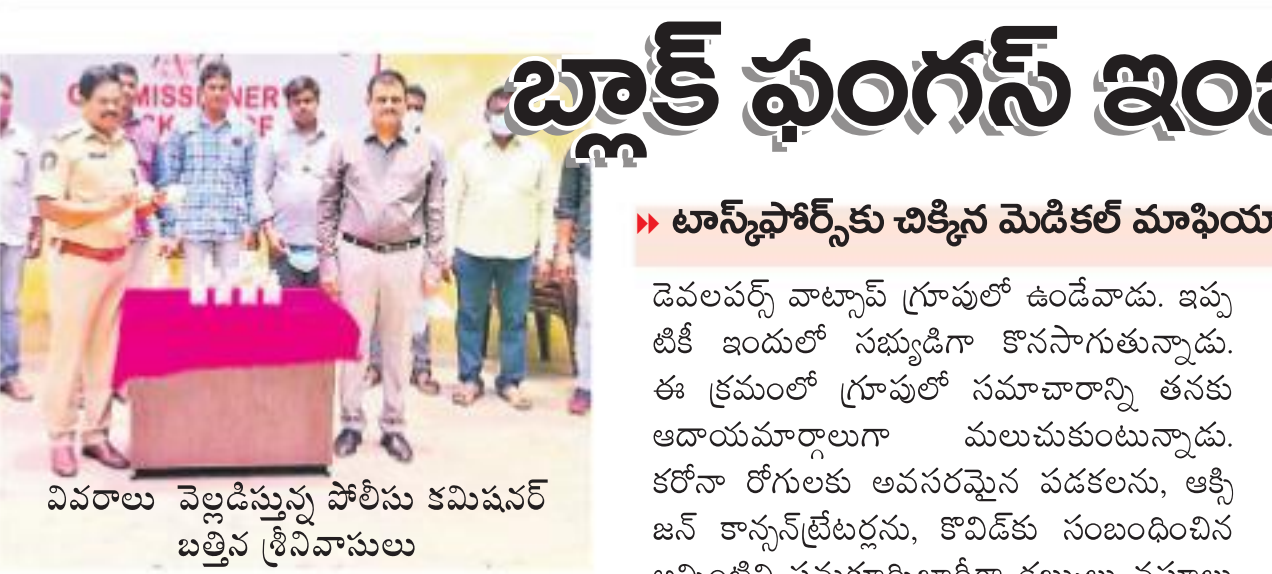 బ్లాక్ ఫంగస్
టాస్క్‌ఫోర్స్‌కు చిక్కిన మెడికల్ మాఫియా
డెవలపర్స్ వాట్సాప్ గ్రూపులో ఉండేవాడు. ఇప్ప
టికీ ఇందులో సభ్యుడిగా కొనసాగుతున్నాడు.
ఈ క్రమంలో గ్రూపులో సమాచారాన్ని తనకు
ఆదాయమార్గాలుగా మలుచుకుంటున్నాడు.
కరోనా రోగులకు అవసరమైన పడకలను, ఆక్సి
జన్ కాన్సన్‌ట్రేటర్లను, కొవిడ్‌కు సంబంధించిన
వివరాలు వెల్లడిస్తున్న పోలీసు కమిషనర్
బత్తిన శ్రీనివాసులు